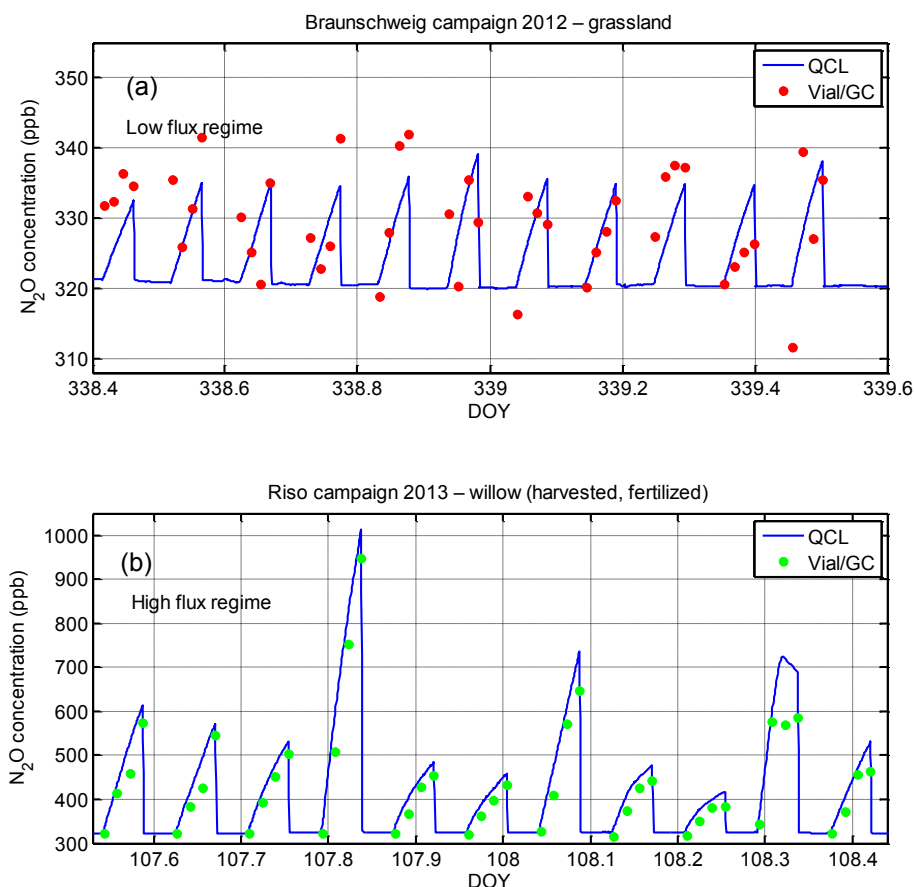 Braunschweig campaign 2012 – grassland
(a)
Low flux regime
QCL
Vial/GC
N₂O concentration (ppb)
350
340
330
320
310
338.4 338.6 338.8 339 339.2 339.4 339.6
DOY
Riso campaign 2013 – willow (harvested, fertilized)
(b)
High flux regime
QCL
Vial/GC
N₂O concentration (ppb)
1000
900
800
700
600
500
400
300
107.6 107.7 107.8 107.9 108 108.1 108.2 108.3 108.4
DOY